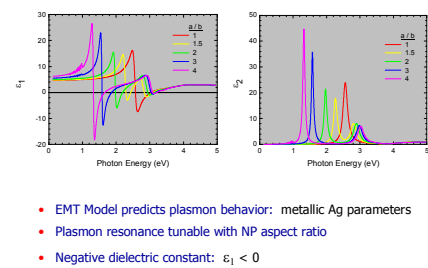 30
20
10
0
-10
-20
ε1
a / b
1
1.5
2
3
4
0 1 2 3 4 5
Photon Energy (eV)
50
40
30
20
10
0
ε2
a / b
1
1.5
2
3
4
0 1 2 3 4 5
Photon Energy (eV)
• EMT Model predicts plasmon behavior: metallic Ag parameters
• Plasmon resonance tunable with NP aspect ratio
• Negative dielectric constant: ε1 < 0